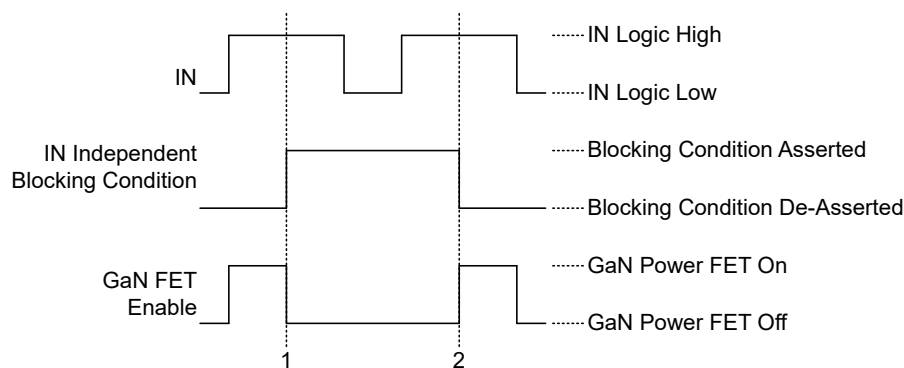 IN Logic High
IN
IN Logic Low
IN Independent
Blocking Condition
Blocking Condition Asserted
Blocking Condition De-Asserted
GaN FET
Enable
GaN Power FET On
GaN Power FET Off
1
2